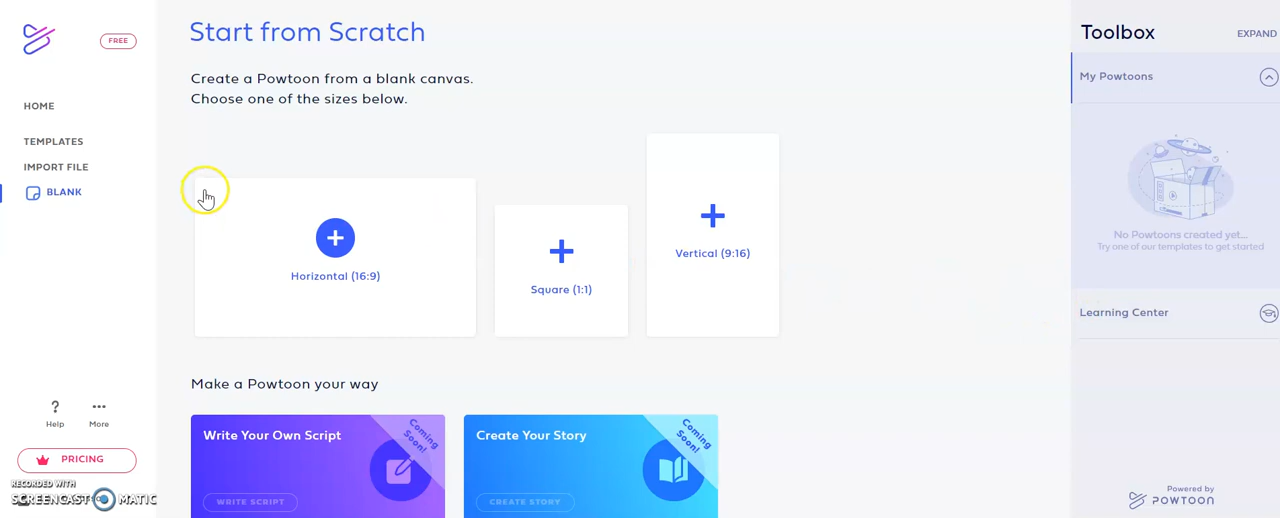 FREE
HOME
TEMPLATES
IMPORT FILE
BLANK
Help
More
PRICING
RECORDED WITH
SCREENCAST MATIC
Start from Scratch
Create a Powtoon from a blank canvas.
Choose one of the sizes below.
Horizontal (16:9)
Square (1:1)
Vertical (9:16)
Make a Powtoon your way
Write Your Own Script
Coming Soon!
WRITE SCRIPT
Create Your Story
Coming Soon!
CREATE STORY
Toolbox
EXPAND
My Powtoons
No Powtoons created yet...
Try one of our templates to get started
Learning Center
Powered by
POWTOON